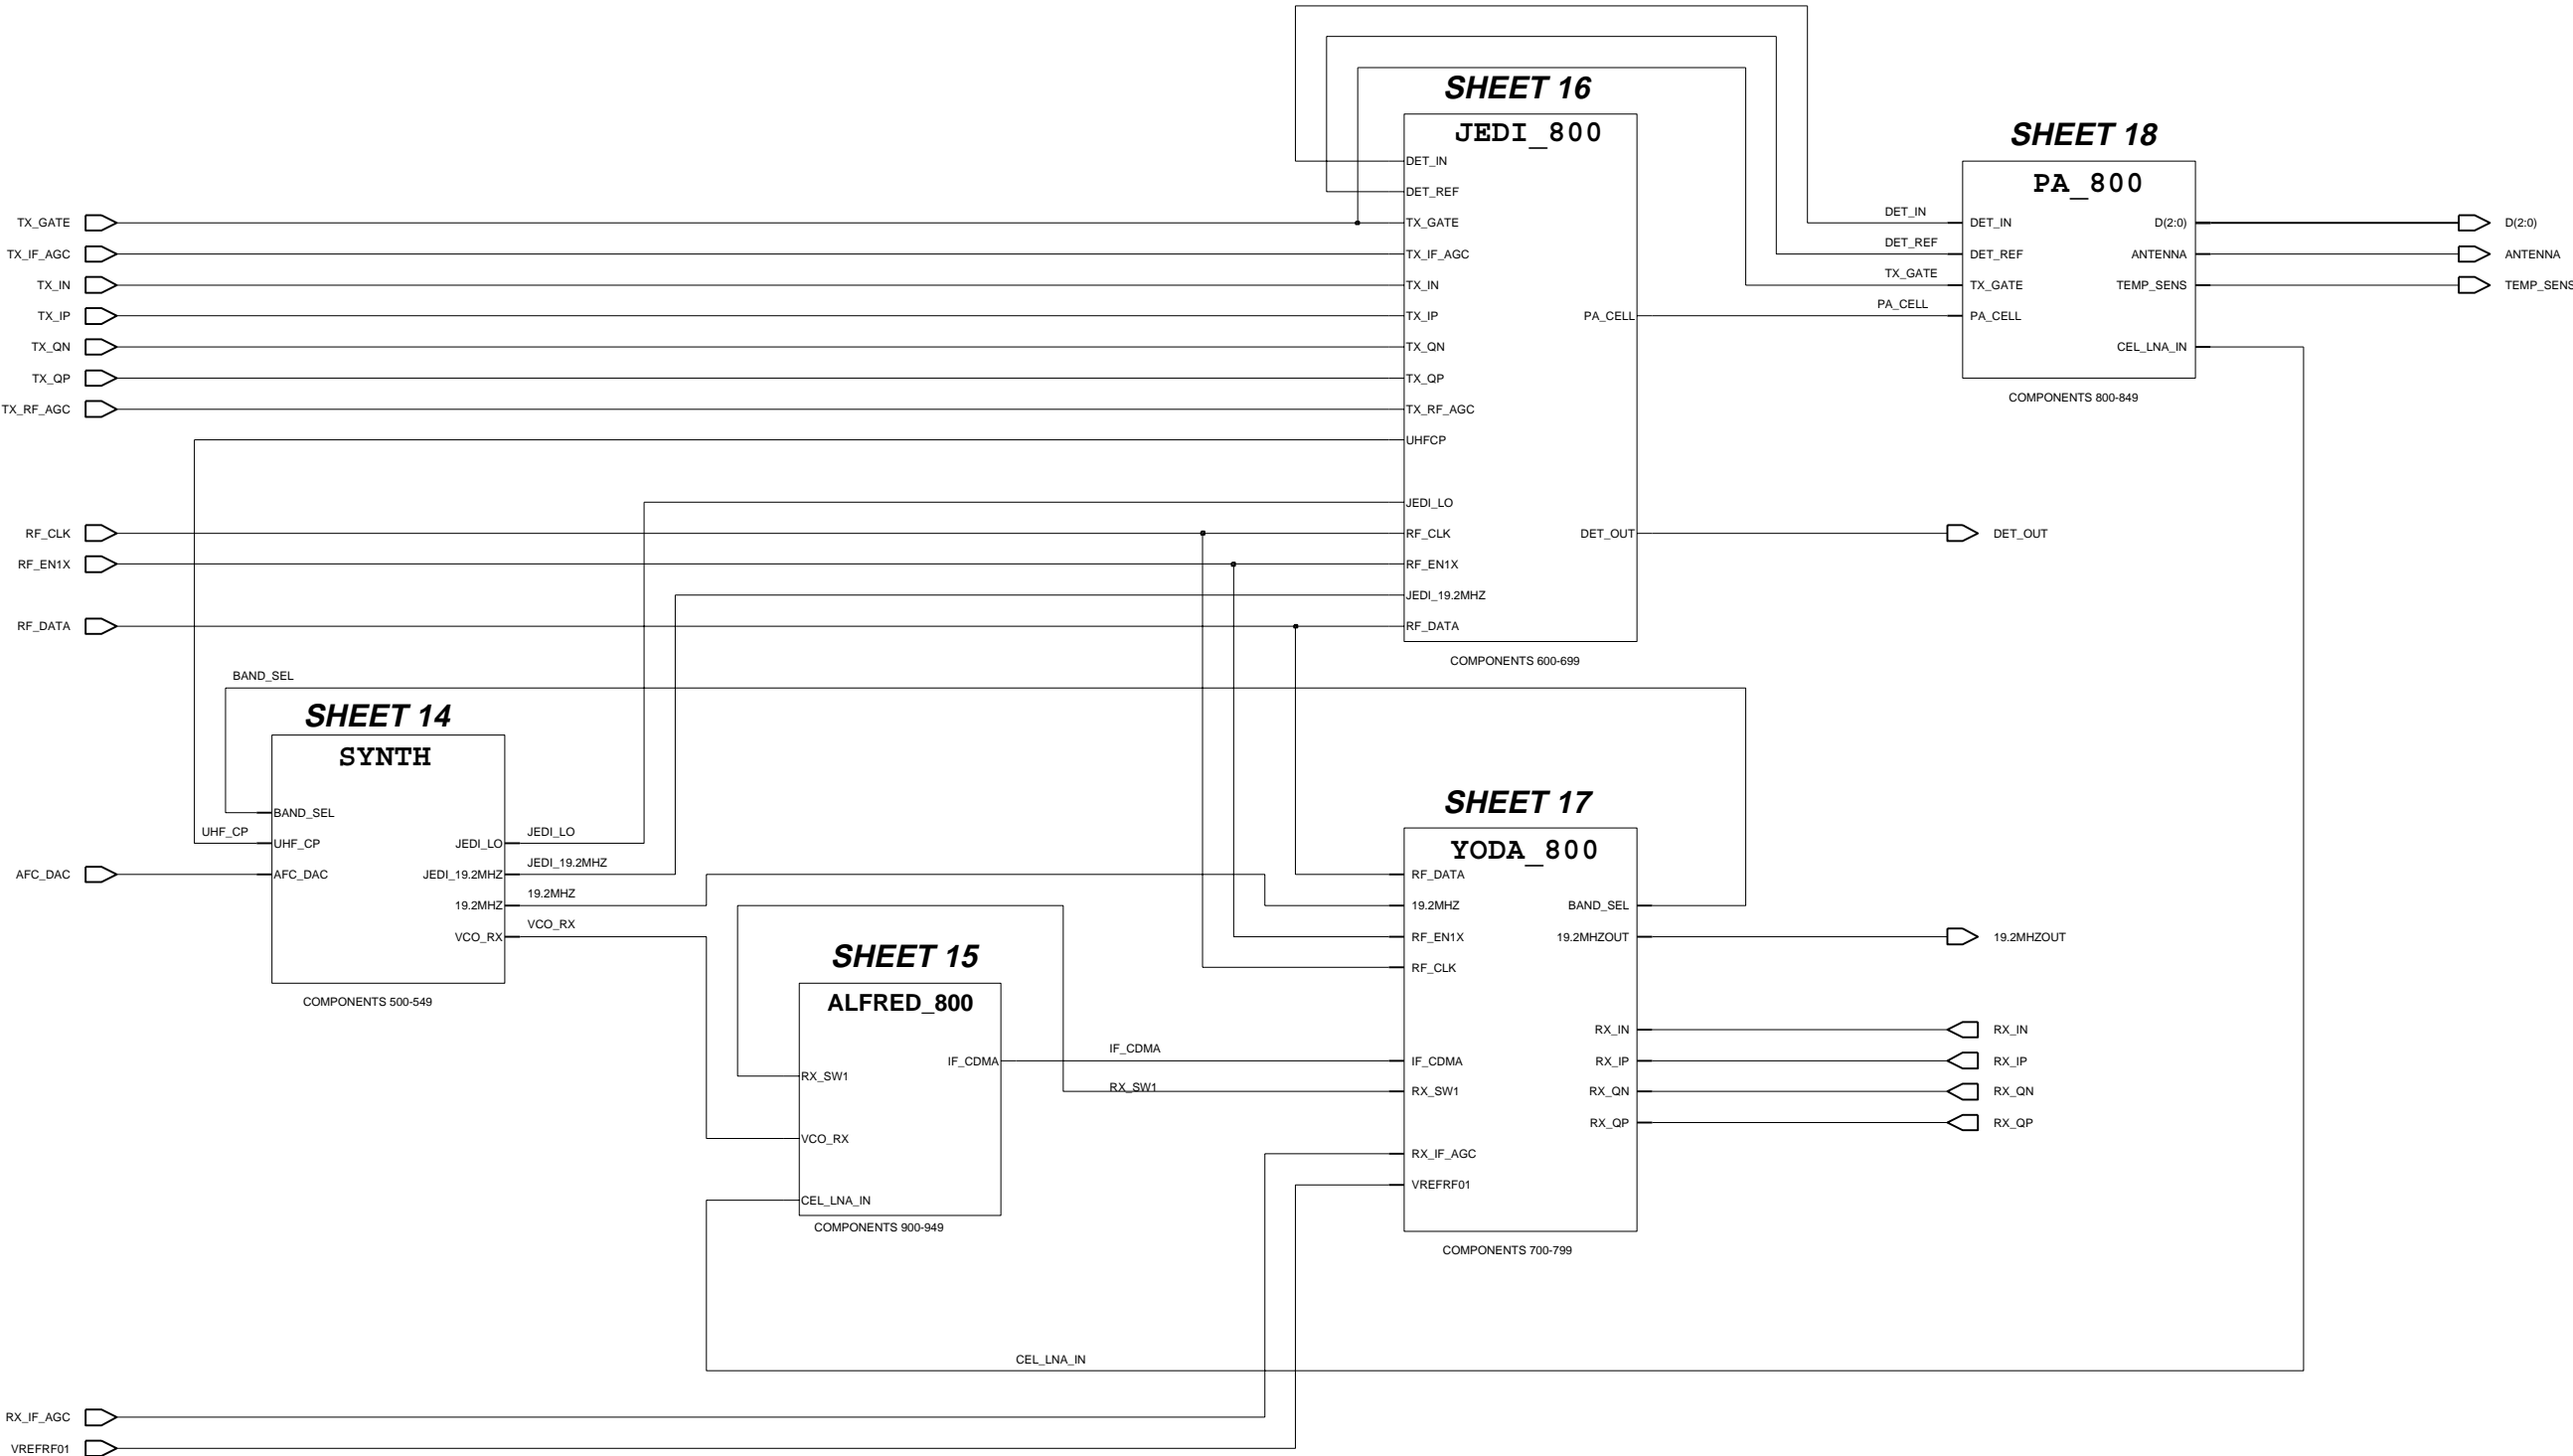 SHEET 16
JEDI_800
DET_IN
DET_REF
TX_GATE
TX_IF_AGC
TX_IN
TX_IP
TX_QN
TX_QP
TX_RF_AGC
UHFCP
JEDI_LO
RF_CLK
RF_EN1X
JEDI_19.2MHZ
RF_DATA
PA_CELL
DET_OUT
COMPONENTS 600-699
SHEET 18
PA_800
DET_IN
DET_REF
TX_GATE
PA_CELL
DET_IN
DET_REF
TX_GATE
PA_CELL
D(2:0)
ANTENNA
TEMP_SENS
CEL_LNA_IN
COMPONENTS 800-849
D(2:0)
ANTENNA
TEMP_SENS
DET_OUT
TX_GATE
TX_IF_AGC
TX_IN
TX_IP
TX_QN
TX_QP
TX_RF_AGC
RF_CLK
RF_EN1X
RF_DATA
BAND_SEL
SHEET 14
SYNTH
UHF_CP
AFC_DAC
BAND_SEL
UHF_CP
AFC_DAC
JEDI_LO
JEDI_19.2MHZ
19.2MHZ
VCO_RX
JEDI_LO
JEDI_19.2MHZ
19.2MHZ
VCO_RX
COMPONENTS 500-549
SHEET 15
ALFRED_800
RX_SW1
VCO_RX
CEL_LNA_IN
IF_CDMA
COMPONENTS 900-949
IF_CDMA
RX_SW1
SHEET 17
YODA_800
RF_DATA
19.2MHZ
RF_EN1X
RF_CLK
IF_CDMA
RX_SW1
RX_IF_AGC
VREFRF01
BAND_SEL
19.2MHZOUT
RX_IN
RX_IP
RX_QN
RX_QP
COMPONENTS 700-799
19.2MHZOUT
RX_IN
RX_IP
RX_QN
RX_QP
CEL_LNA_IN
RX_IF_AGC
VREFRF01